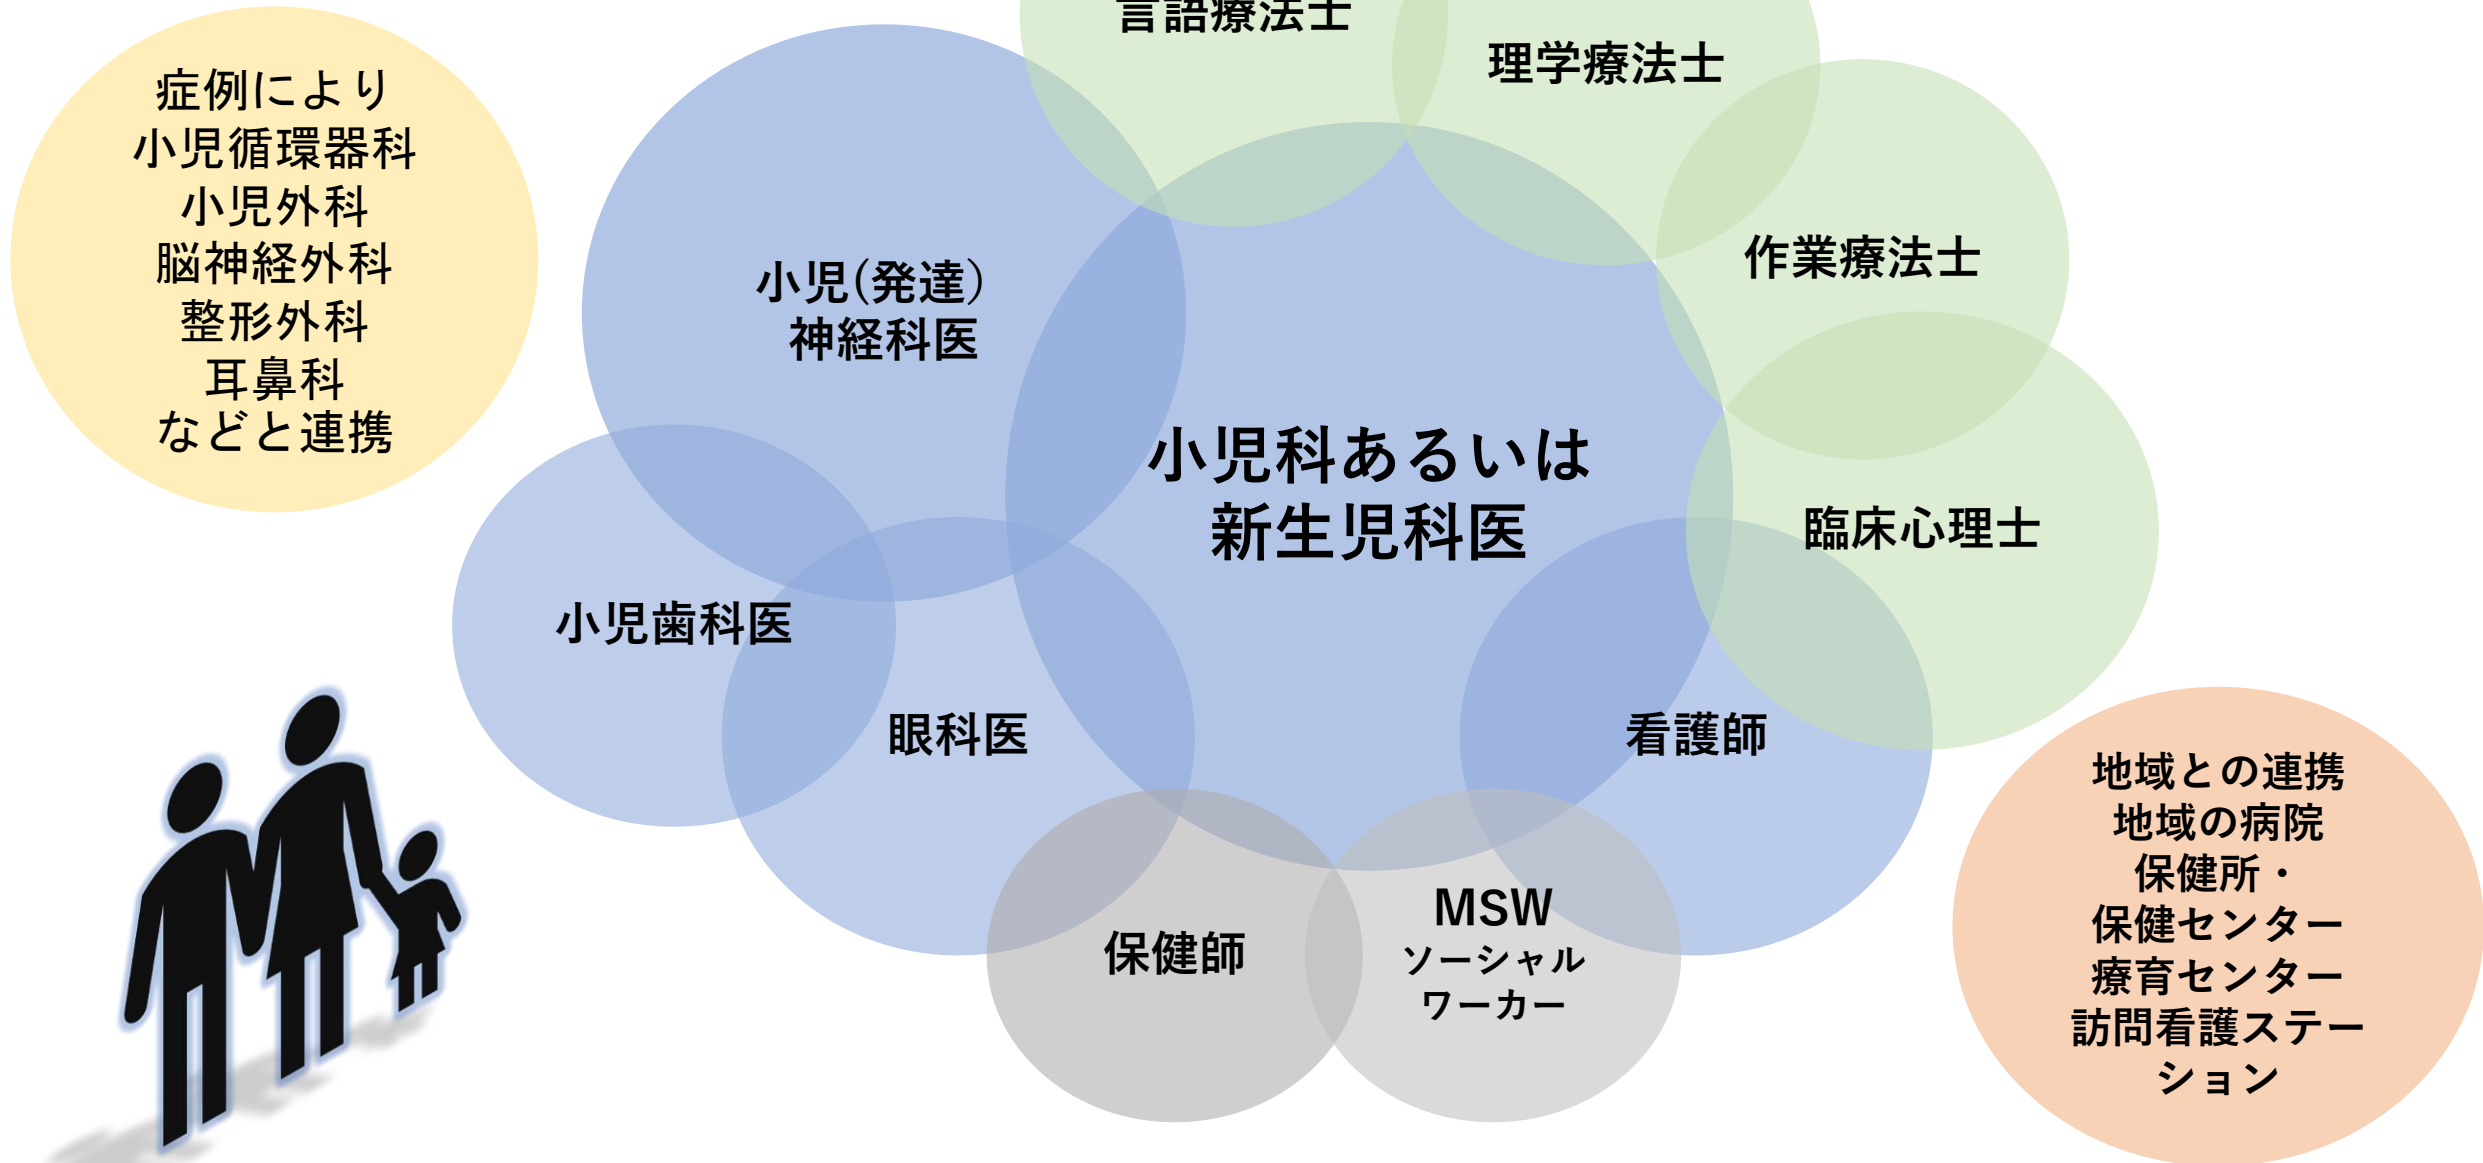 言語療法士
理学療法士
症例により
小児循環器科
小児外科
脳神経外科
整形外科
耳鼻科
などと連携
作業療法士
小児(発達)
神経科医
小児科あるいは
新生児科医
臨床心理士
小児歯科医
眼科医
看護師
保健師
MSW
ソーシャル
ワーカー
地域との連携
地域の病院
保健所・
保健センター
療育センター
訪問看護ステー
ション